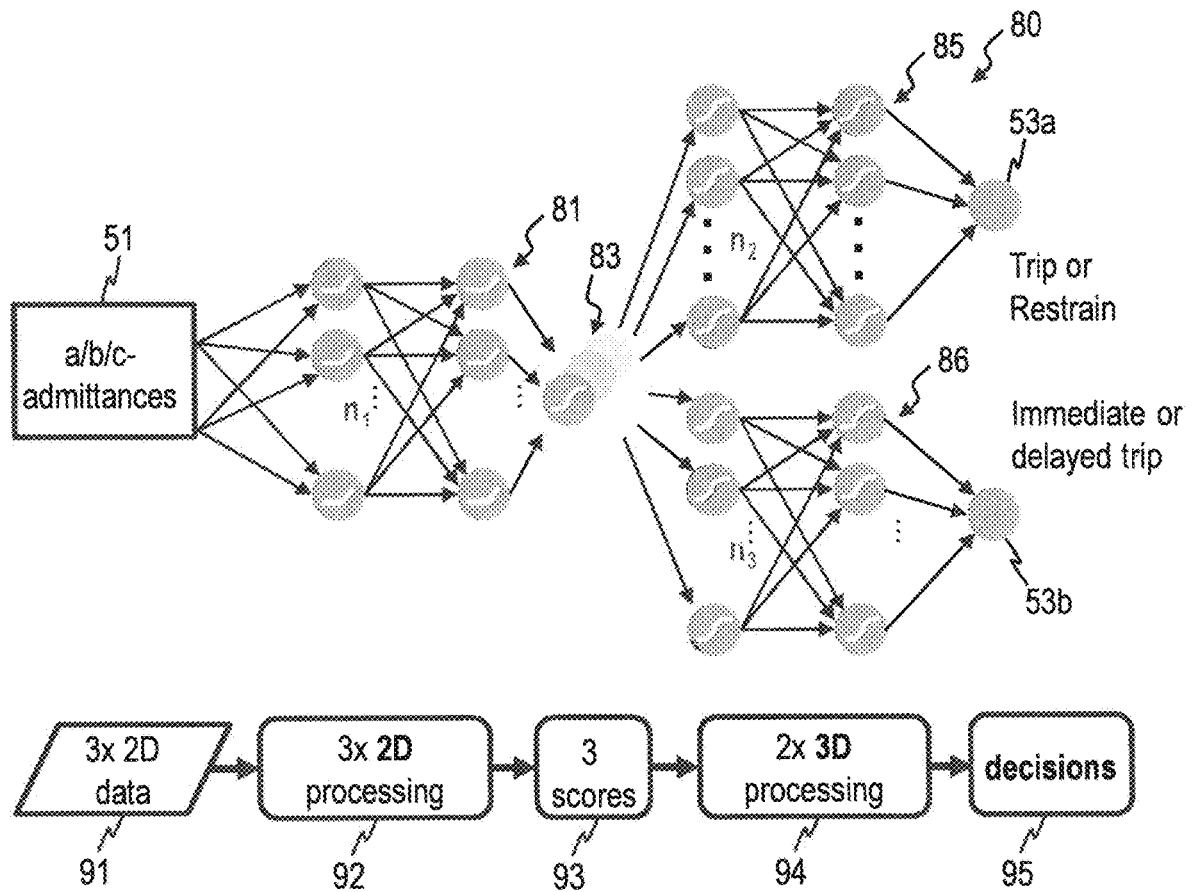 85
80
53a
51
81
83
n2
Trip or
Restrain
a/b/c-
admittances
n1
86
Immediate or
delayed trip
n3
53b
3x 2D
data
3x 2D
processing
3
scores
2x 3D
processing
decisions
91
92
93
94
95